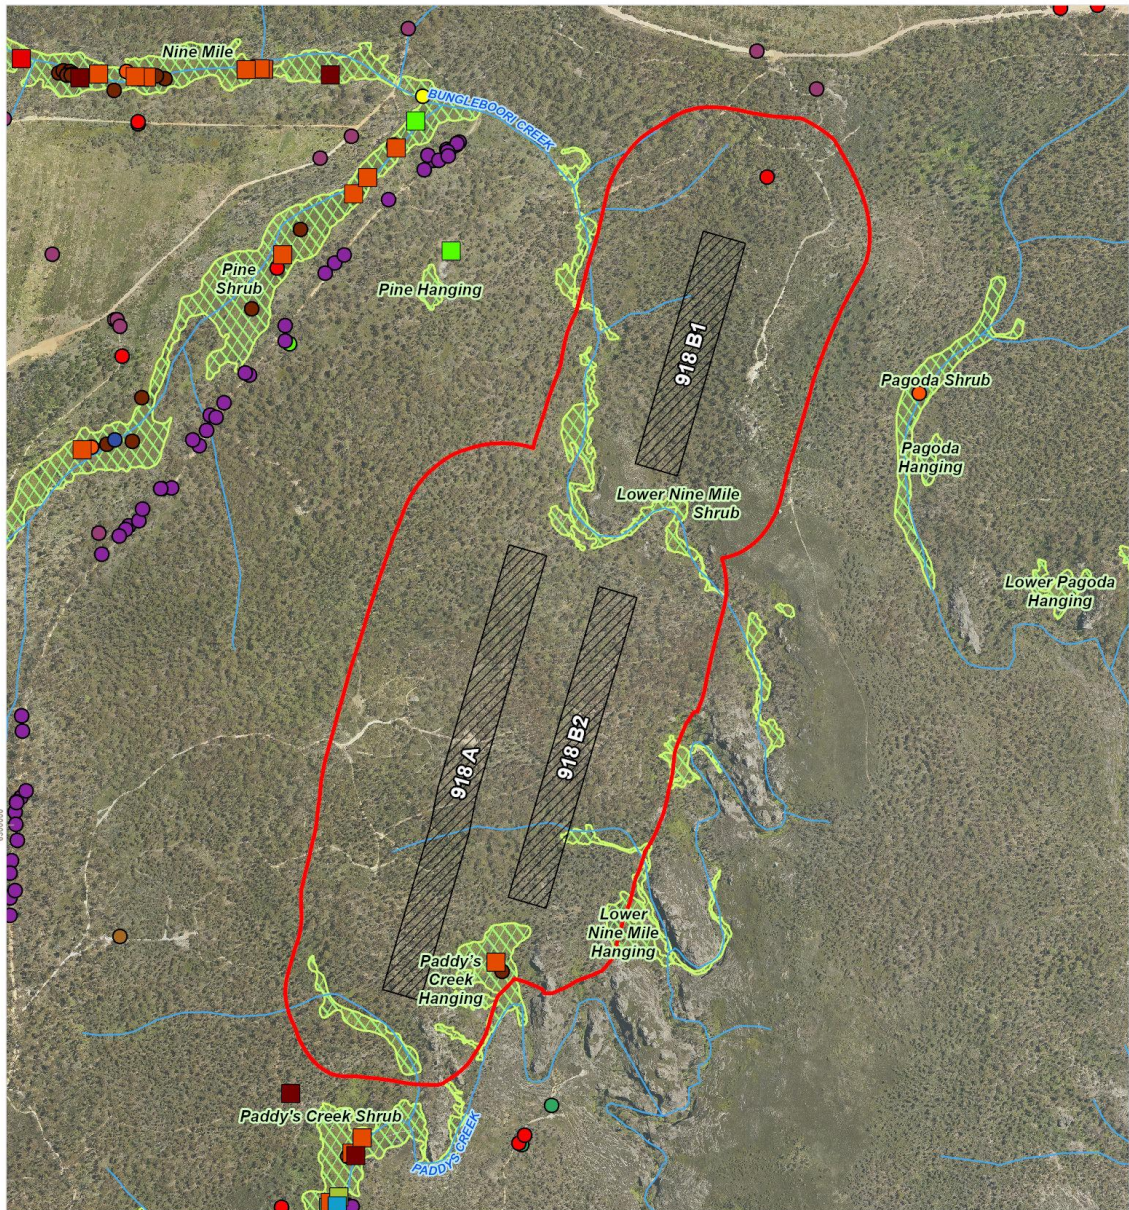 Nine Mile
BUNGLEBOORI CREEK
Pine
Shrub
Pine Hanging
918 B1
Pagoda Shrub
Pagoda
Hanging
Lower Nine Mile
Shrub
Lower Pagoda
Hanging
918 A
918 B2
Lower
Nine Mile
Hanging
Paddy's
Creek
Hanging
Paddy's Creek Shrub
PADDYS CREEK